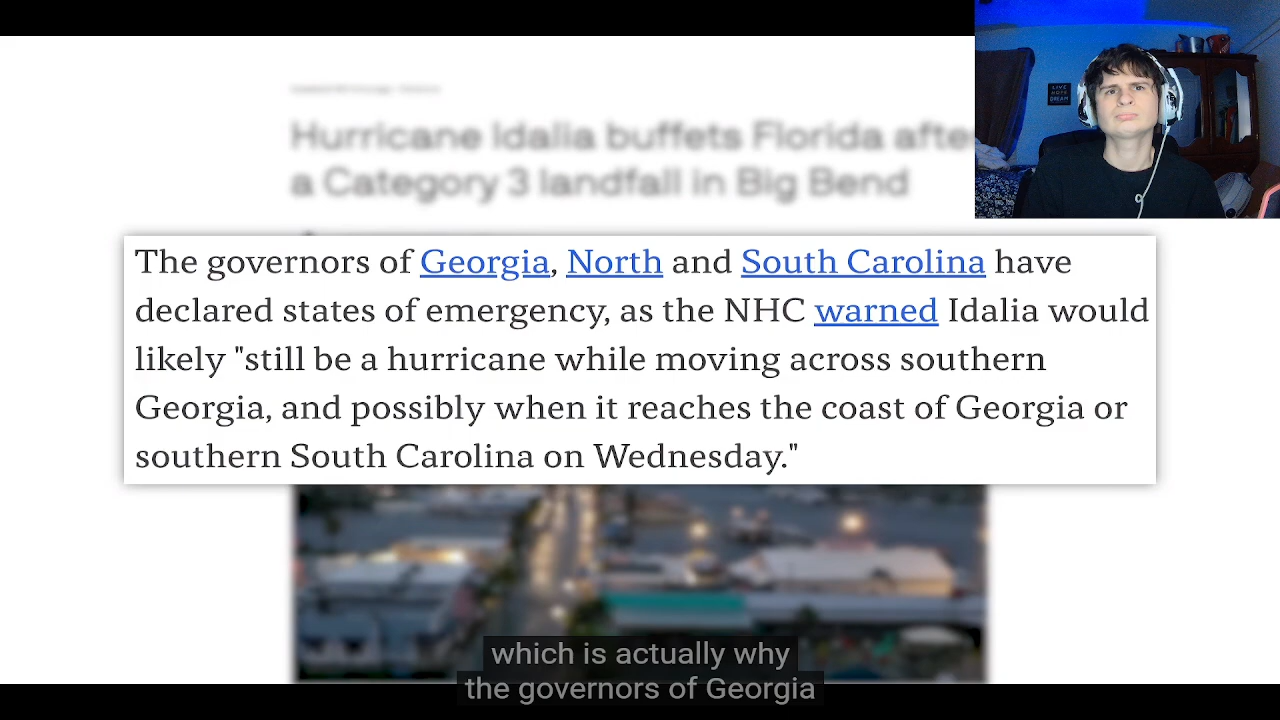 Hurricane Idalia buffets Florida after
a Category 3 landfall in Big Bend
LIVE
DREAM
The governors of Georgia, North and South Carolina have
declared states of emergency, as the NHC warned Idalia would
likely "still be a hurricane while moving across southern
Georgia, and possibly when it reaches the coast of Georgia or
southern South Carolina on Wednesday."
which is actually why
the governors of Georgia